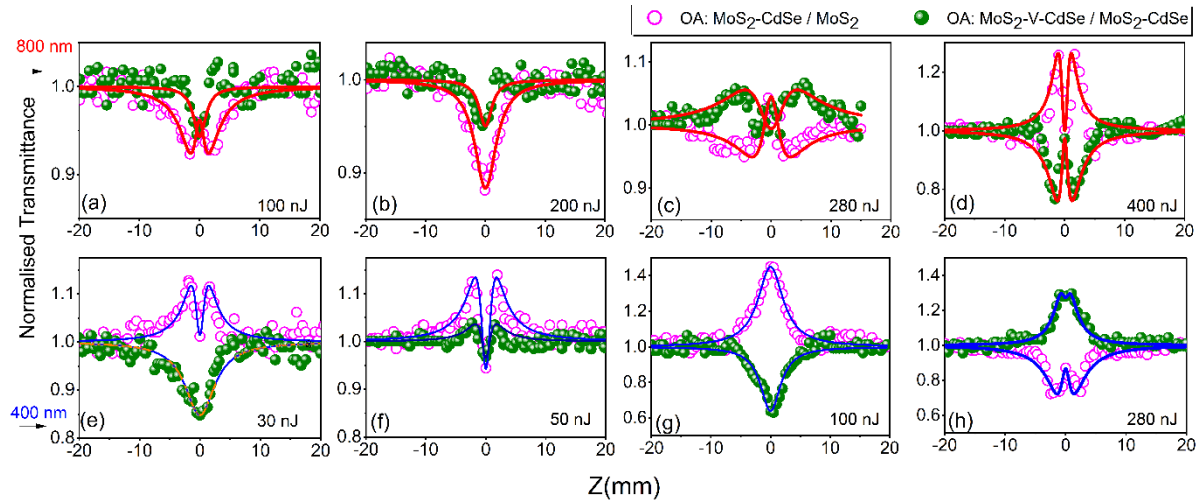 OA: MoS₂-CdSe / MoS₂ OA: MoS₂-V-CdSe / MoS₂-CdSe
800 nm
Normalised Transmittance
400 nm
1.0
0.9
(a) 100 nJ
-20 -10 0 10 20
1.0
0.9
(b) 200 nJ
-20 -10 0 10 20
1.1
1.0
0.9
(c) 280 nJ
-20 -10 0 10 20
1.2
1.0
0.8
(d) 400 nJ
-20 -10 0 10 20
1.1
1.0
0.9
0.8
(e) 30 nJ
-20 -10 0 10 20
1.1
1.0
0.9
0.8
(f) 50 nJ
-20 -10 0 10 20
1.4
1.2
1.0
0.8
0.6
(g) 100 nJ
-20 -10 0 10 20
1.4
1.2
1.0
0.8
0.6
(h) 280 nJ
-20 -10 0 10 20
Z(mm)